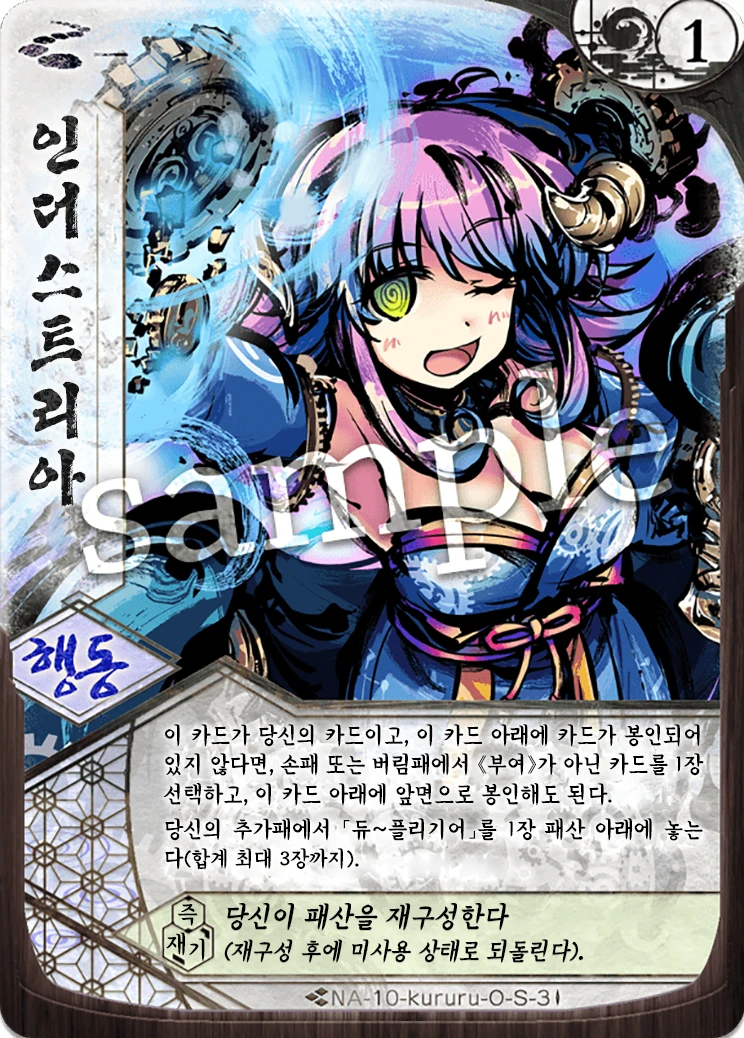 1
인더스트리아
sample
행동
이 카드가 당신의 카드이고, 이 카드 아래에 카드가 봉인되어
있지 않다면, 손패 또는 버림패에서 《부여》가 아닌 카드를 1장
선택하고, 이 카드 아래에 앞면으로 봉인해도 된다.
당신의 추가패에서 「듀~플리기어」를 1장 패산 아래에 놓는
다(합계 최대 3장까지).
즉
재기
당신이 패산을 재구성한다
(재구성 후에 미사용 상태로 되돌린다).
NA-10-kururu-O-S-3